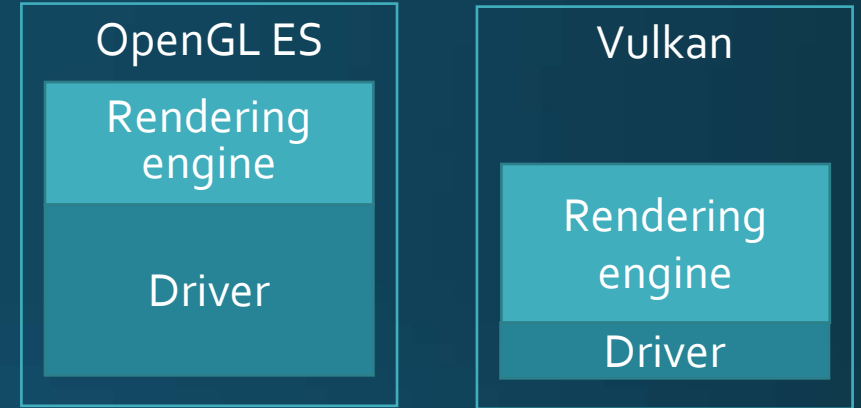 OpenGL ES
Rendering
engine
Driver
Vulkan
Rendering
engine
Driver